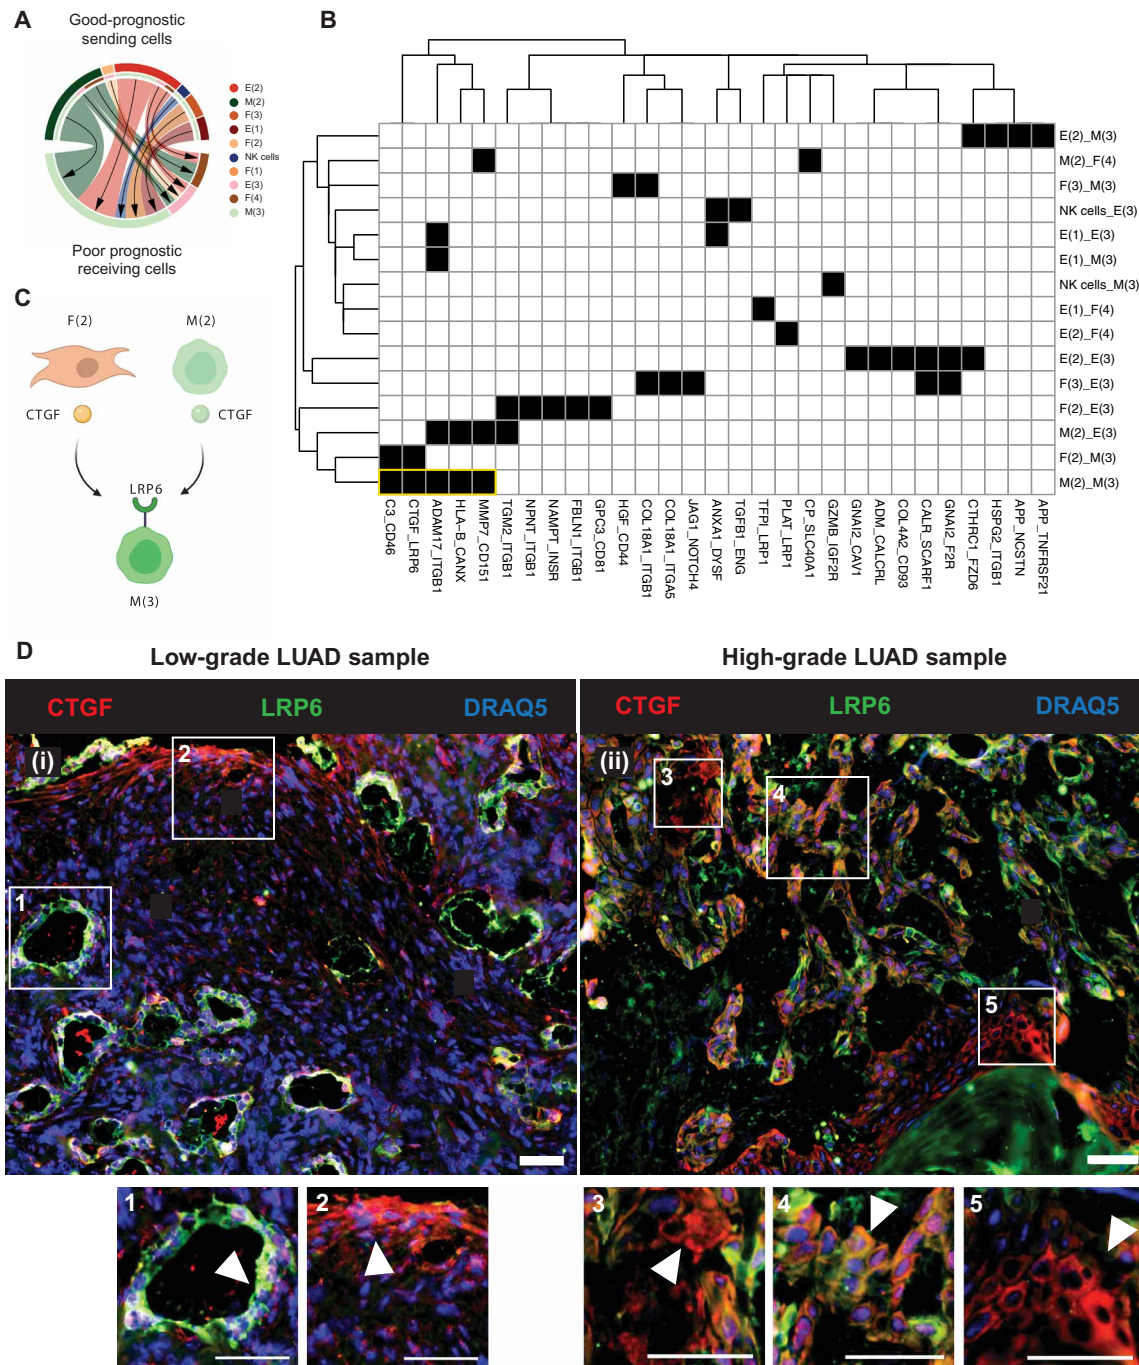 A
Good-prognostic
sending cells
E(2)
M(2)
F(3)
E(1)
F(2)
NK cells
F(1)
E(3)
F(4)
M(3)
Poor prognostic
receiving cells
B
E(2)_M(3)
M(2)_F(4)
F(3)_M(3)
NK cells_E(3)
E(1)_E(3)
E(1)_M(3)
NK cells_M(3)
E(1)_F(4)
E(2)_F(4)
E(2)_E(3)
F(3)_E(3)
F(2)_E(3)
M(2)_E(3)
F(2)_M(3)
M(2)_M(3)
C3_CD46
CTGF_LRP6
ADAM17_ITGB1
HLA-B_CANX
MMP7_CD151
TGM2_ITGB1
NPNT_ITGB1
NAMPT_INSR
FBLN1_ITGB1
GPC3_CD81
HGF_CD44
COL18A1_ITGB1
COL18A1_ITGA5
JAG1_NOTCH4
ANXA1_DYSF
TGFB1_ENG
TFPI_LRP1
PLAT_LRP1
CP_SLC40A1
GZMB_IGF2R
GNAI2_CAV1
ADM_CALCRL
COL4A2_CD93
CALR_SCARF1
GNAI2_F2R
CTHRC1_FZD6
HSPG2_ITGB1
APP_NCSTN
APP_TNFRSF21
C
F(2)
M(2)
CTGF
CTGF
LRP6
M(3)
D
Low-grade LUAD sample
High-grade LUAD sample
CTGF LRP6 DRAQ5
CTGF LRP6 DRAQ5
(i)
2
1
(ii)
3
4
5
1
2
3
4
5